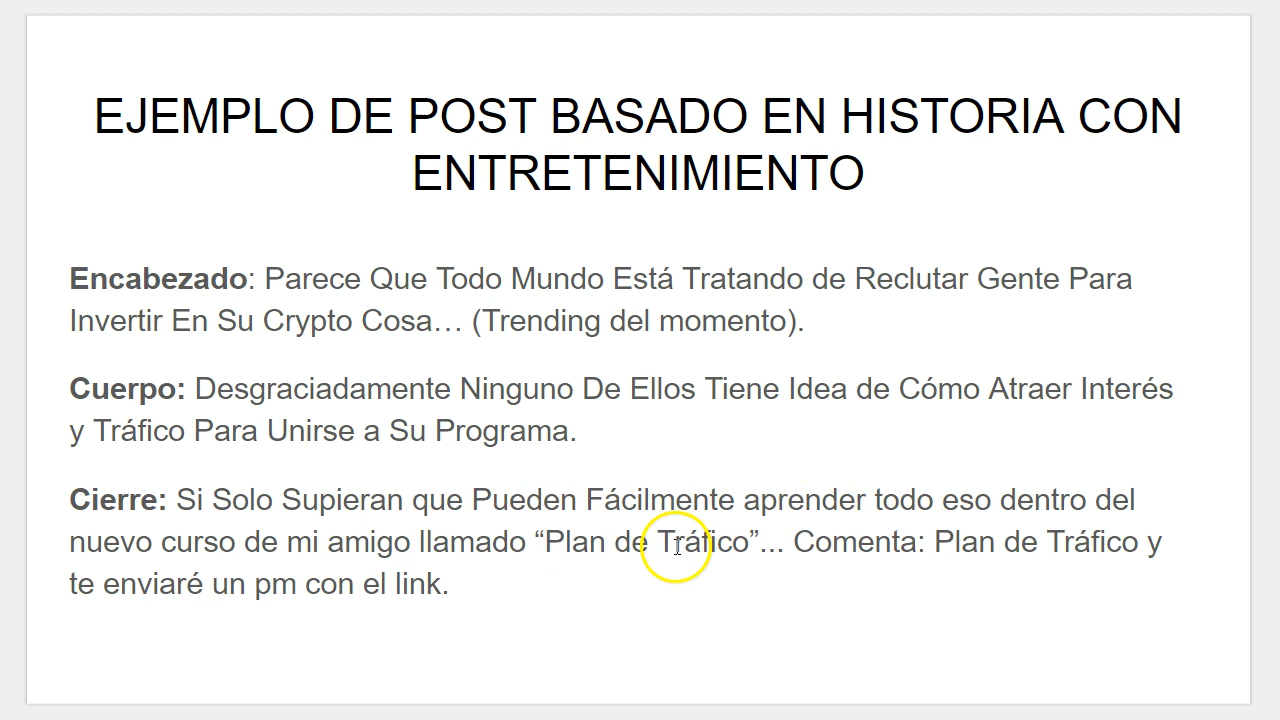 EJEMPLO DE POST BASADO EN HISTORIA CON
ENTRETENIMIENTO
Encabezado: Parece Que Todo Mundo Está Tratando de Reclutar Gente Para
Invertir En Su Crypto Cosa… (Trending del momento).
Cuerpo: Desgraciadamente Ninguno De Ellos Tiene Idea de Cómo Atraer Interés
y Tráfico Para Unirse a Su Programa.
Cierre: Si Solo Supieran que Pueden Fácilmente aprender todo eso dentro del
nuevo curso de mi amigo llamado “Plan de Tráfico”... Comenta: Plan de Tráfico y
te enviaré un pm con el link.